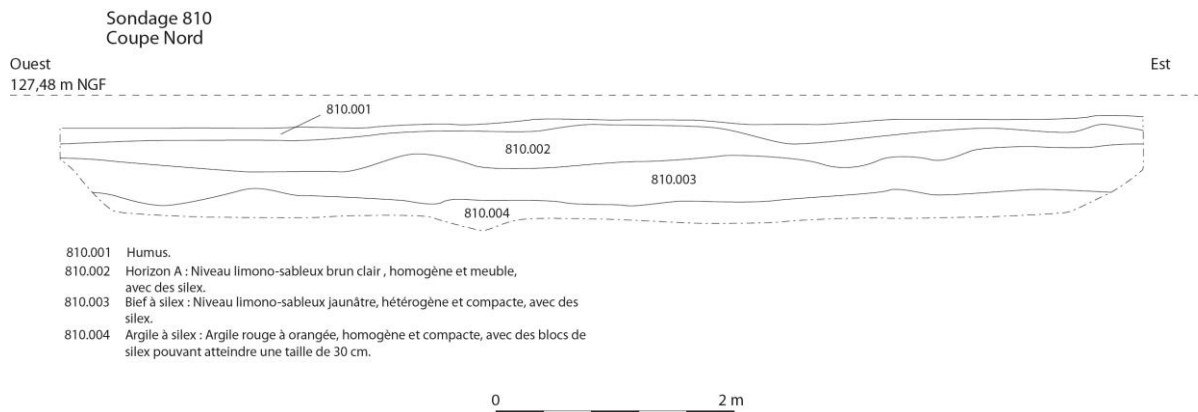 Sondage 810
Coupe Nord
Ouest
Est
127,48 m NGF
810.001
810.002
810.003
810.004
810.001 Humus.
810.002 Horizon A : Niveau limono-sableux brun clair , homogène et meuble,
avec des silex.
810.003 Bief à silex : Niveau limono-sableux jaunâtre, hétérogène et compacte, avec des
silex.
810.004 Argile à silex : Argile rouge à orangée, homogène et compacte, avec des blocs de
silex pouvant atteindre une taille de 30 cm.
0 2 m